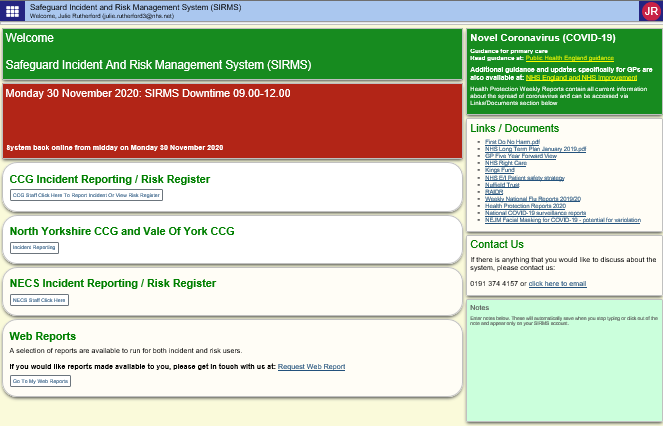 Safeguard Incident and Risk Management System (SIRMS)
Welcome, Julie Rutherford (julie.rutherford3@nhs.net)
JR
Welcome
Safeguard Incident And Risk Management System (SIRMS)
Monday 30 November 2020: SIRMS Downtime 09.00-12.00
System back online from midday on Monday 30 November 2020
CCG Incident Reporting / Risk Register
CCG Staff Click Here To Report Incident Or View Risk Register
North Yorkshire CCG and Vale Of York CCG
Incident Reporting
NECS Incident Reporting / Risk Register
NECS Staff Click Here
Web Reports
A selection of reports are available to run for both incident and risk users.
If you would like reports made available to you, please get in touch with us at: Request Web Report
Go To My Web Reports
Novel Coronavirus (COVID-19)
Guidance for primary care
Read guidance at: Public Health England guidance
Additional guidance and updates specifically for GPs are
also available at: NHS England and NHS Improvement
Health Protection Weekly Reports contain all current information
about the spread of coronavirus and can be accessed via
Links/Documents section below
Links / Documents
First Do No Harm.pdf
NHS Long Term Plan January 2019.pdf
GP Five Year Forward View
NHS Right Care
Kings Fund
NHS E/I Patient safety strategy
Nuffield Trust
RAIDR
Weekly National Flu Reports 2019/20
Health Protection Reports 2020
National COVID-19 surveillance reports
NEJM Facial Masking for COVID-19 - potential for variolation
Contact Us
If there is anything that you would like to discuss about the
system, please contact us:
0191 374 4157 or click here to email
Notes
Enter notes below. These will automatically save when you stop typing or click out of the
note and appear only on your SIRMS account.